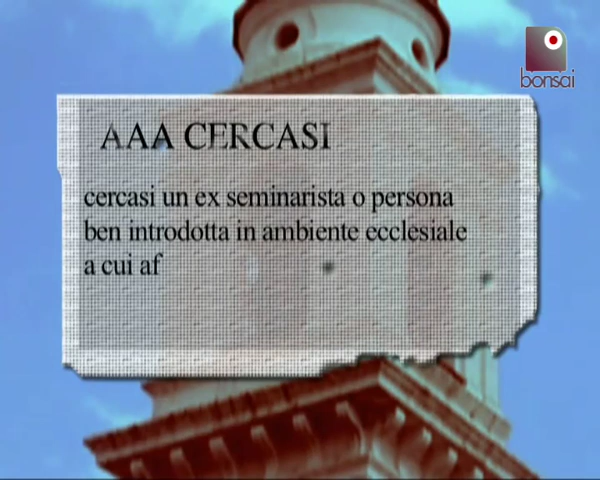 bonsai
AAA CERCASI
cercasi un ex seminarista o persona
ben introdotta in ambiente ecclesiale
a cui af